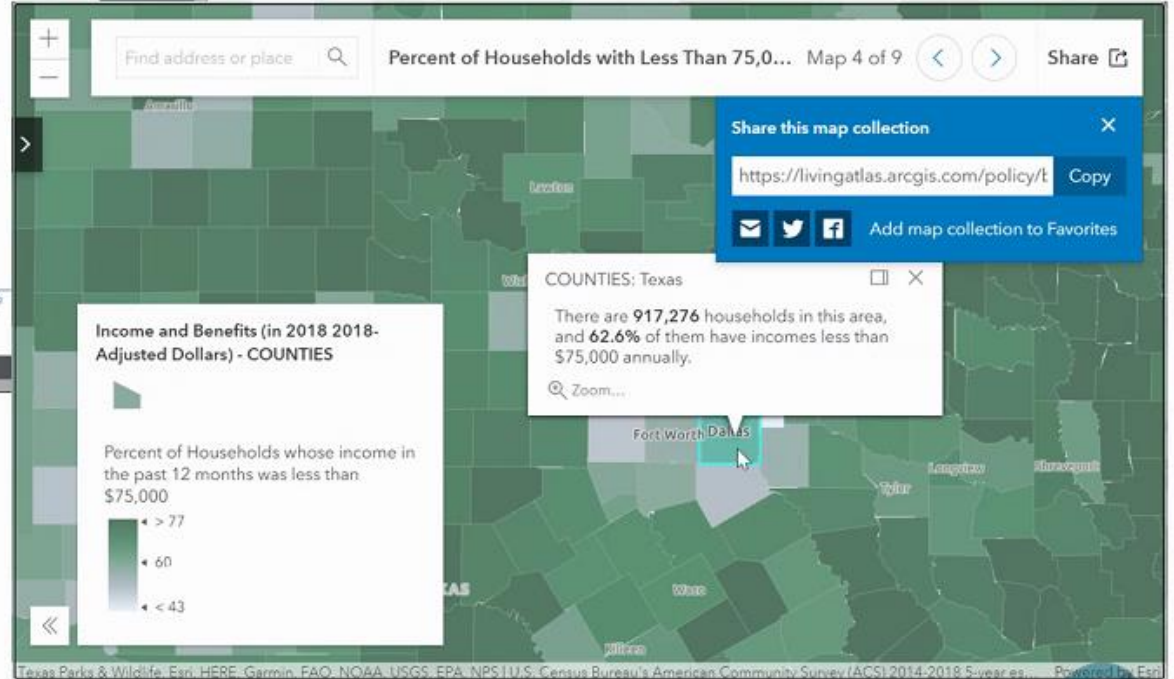 Find address or place
Percent of Households with Less Than 75,0... Map 4 of 9
Share
Amarillo
Share this map collection
https://livingatlas.arcgis.com/policy/b
Copy
Add map collection to Favorites
Lawton
COUNTIES: Texas
There are 917,276 households in this area,
and 62.6% of them have incomes less than
$75,000 annually.
Zoom...
Income and Benefits (in 2018 2018-
Adjusted Dollars) - COUNTIES
Percent of Households whose income in
the past 12 months was less than
$75,000
> 77
60
< 43
Fort Worth
Dallas
Longview
Shreveport
Tyler
Waco
Killeen
Texas Parks & Wildlife, Esri, HERE, Garmin, FAO, NOAA, USGS, EPA, NPS | U.S. Census Bureau's American Community Survey (ACS) 2014-2018 5-year es...
Powered by Esri